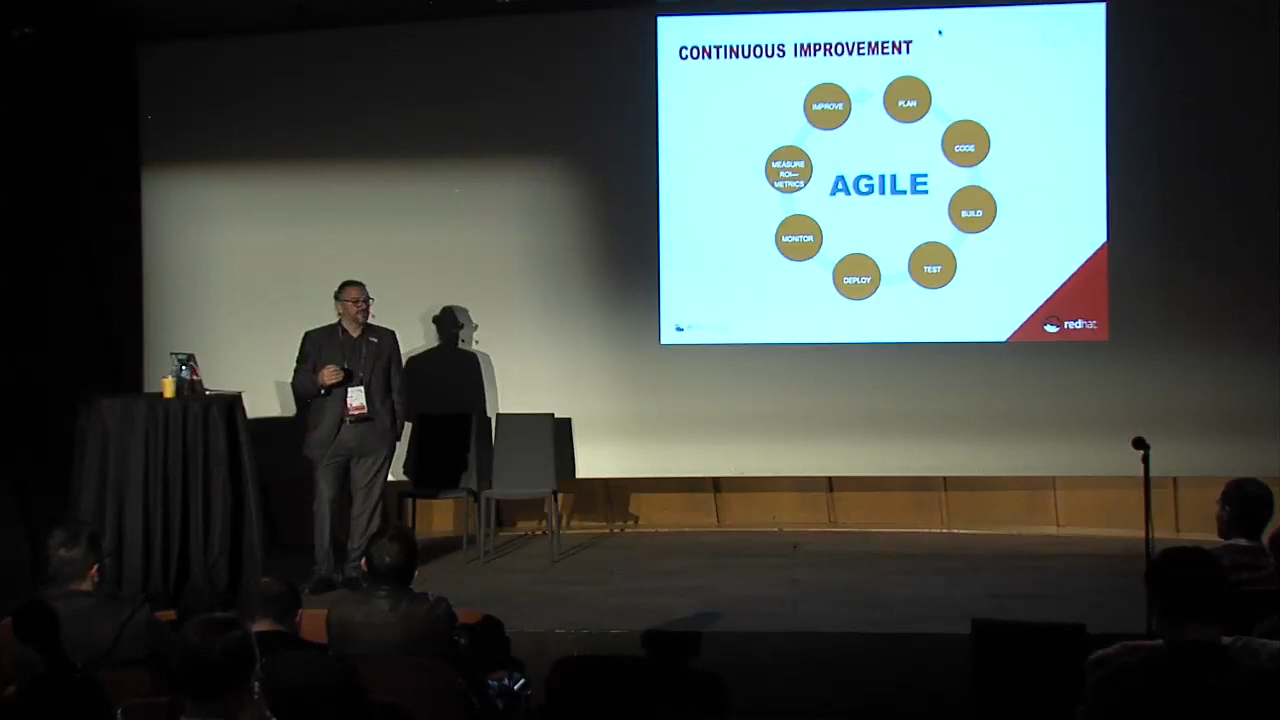 CONTINUOUS IMPROVEMENT
IMPROVE
PLAN
CODE
MEASURE
ROI—
METRICS
AGILE
BUILD
MONITOR
TEST
DEPLOY
redhat